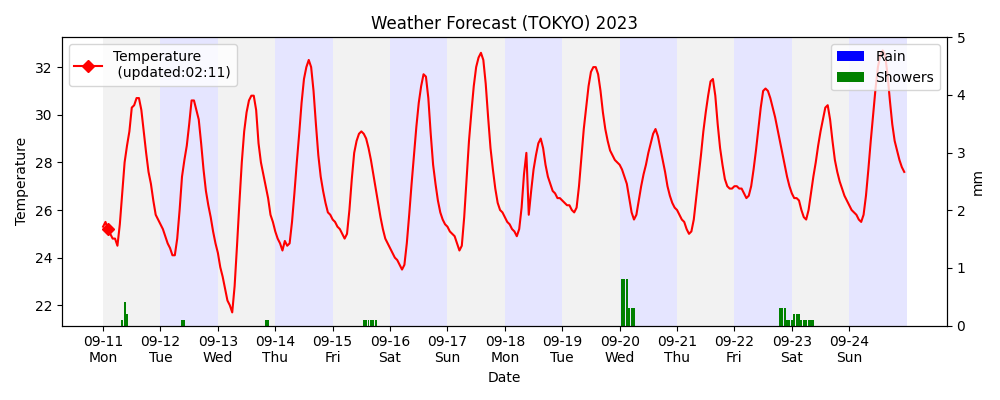 Weather Forecast (TOKYO) 2023
Temperature
(updated:02:11)
Rain
Showers
Temperature
32
30
28
26
24
22
5
4
3
2
1
0
mm
09-11 09-12 09-13 09-14 09-15 09-16 09-17 09-18 09-19 09-20 09-21 09-22 09-23 09-24
Mon Tue Wed Thu Fri Sat Sun Mon Tue Wed Thu Fri Sat Sun
Date